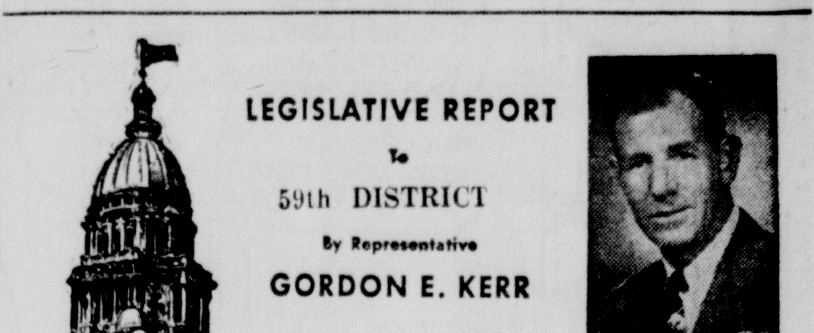 LEGISLATIVE REPORT
To
59th DISTRICT
By Representative
GORDON E. KERR